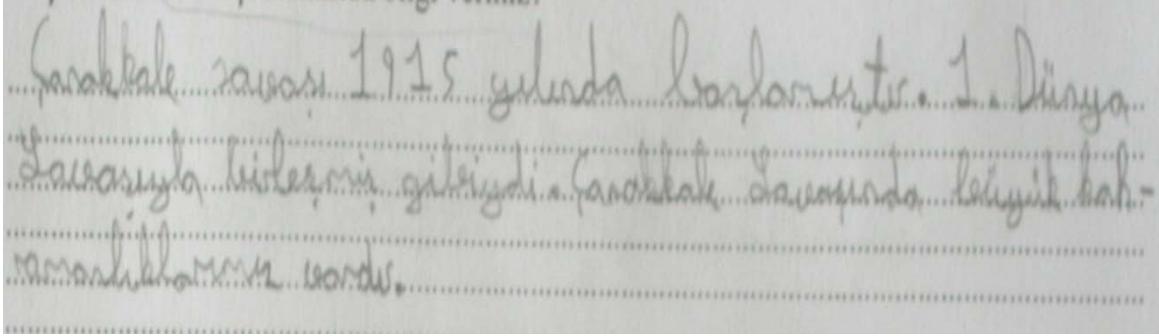 Çanakkale savaşı 1915 yılında başlamıştır. 1. Dünya
Savaşıyla birleşmiş gibiydi. Çanakkale Savaşında büyük kah-
ramanlıklarımız vardı.